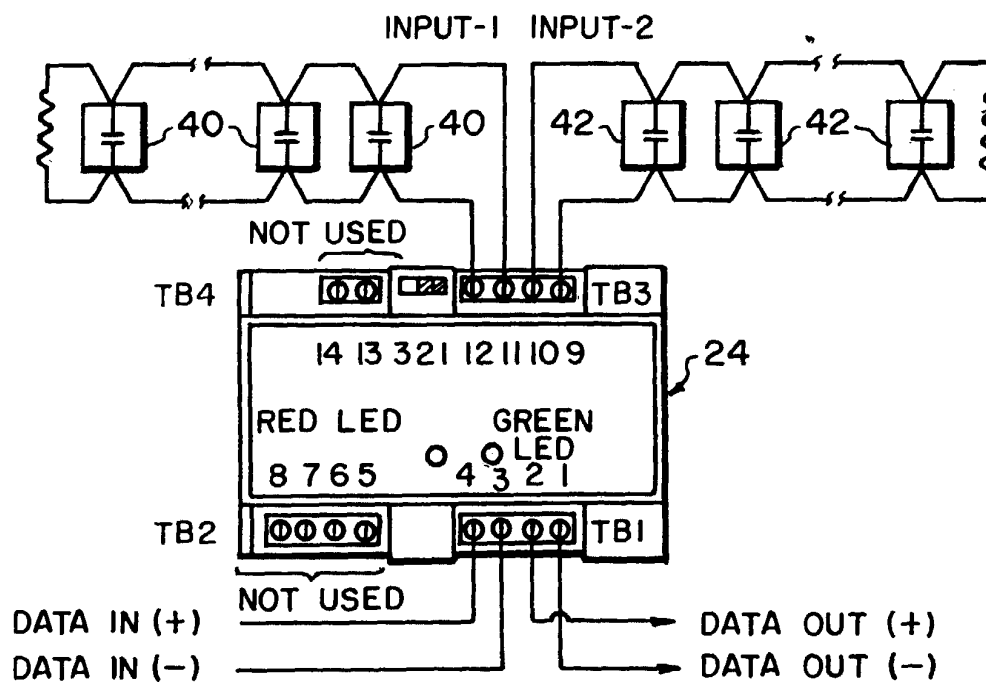 INPUT-1 INPUT-2
40 40 42 42
NOT USED
TB4 TB3
14 13 3 2 1 12 11 10 9
24
RED LED GREEN LED
8 7 6 5 4 3 2 1
TB2 TB1
NOT USED
DATA IN (+) DATA OUT (+)
DATA IN (-) DATA OUT (-)